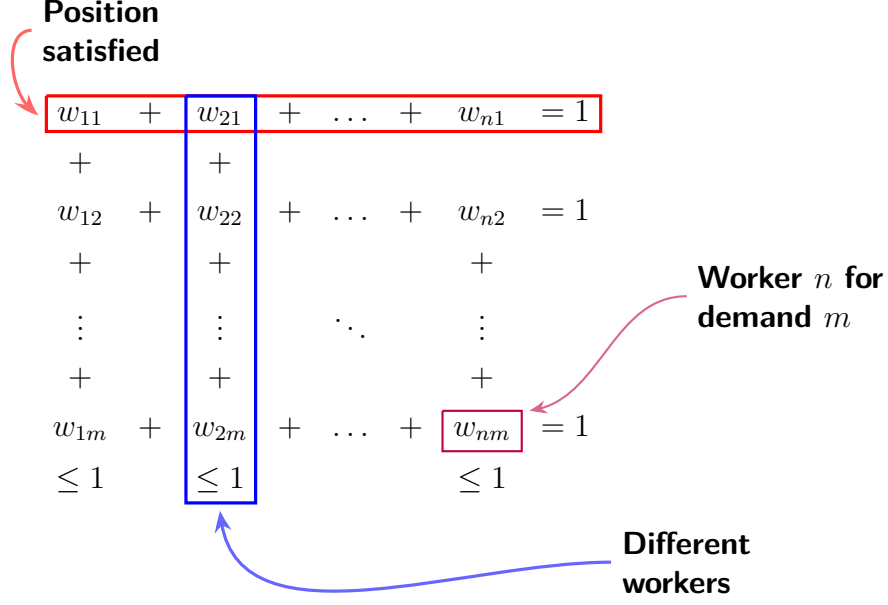 Position
satisfied
w₁₁ + w₂₁ + … + wₙ₁ = 1
+ +
w₁₂ + w₂₂ + … + wₙ₂ = 1
+ + +
Worker n for
demand m
⋮ ⋮ ⋱ ⋮
+ + +
w₁ₘ + w₂ₘ + … + wₙₘ = 1
≤ 1 ≤ 1 ≤ 1
Different
workers